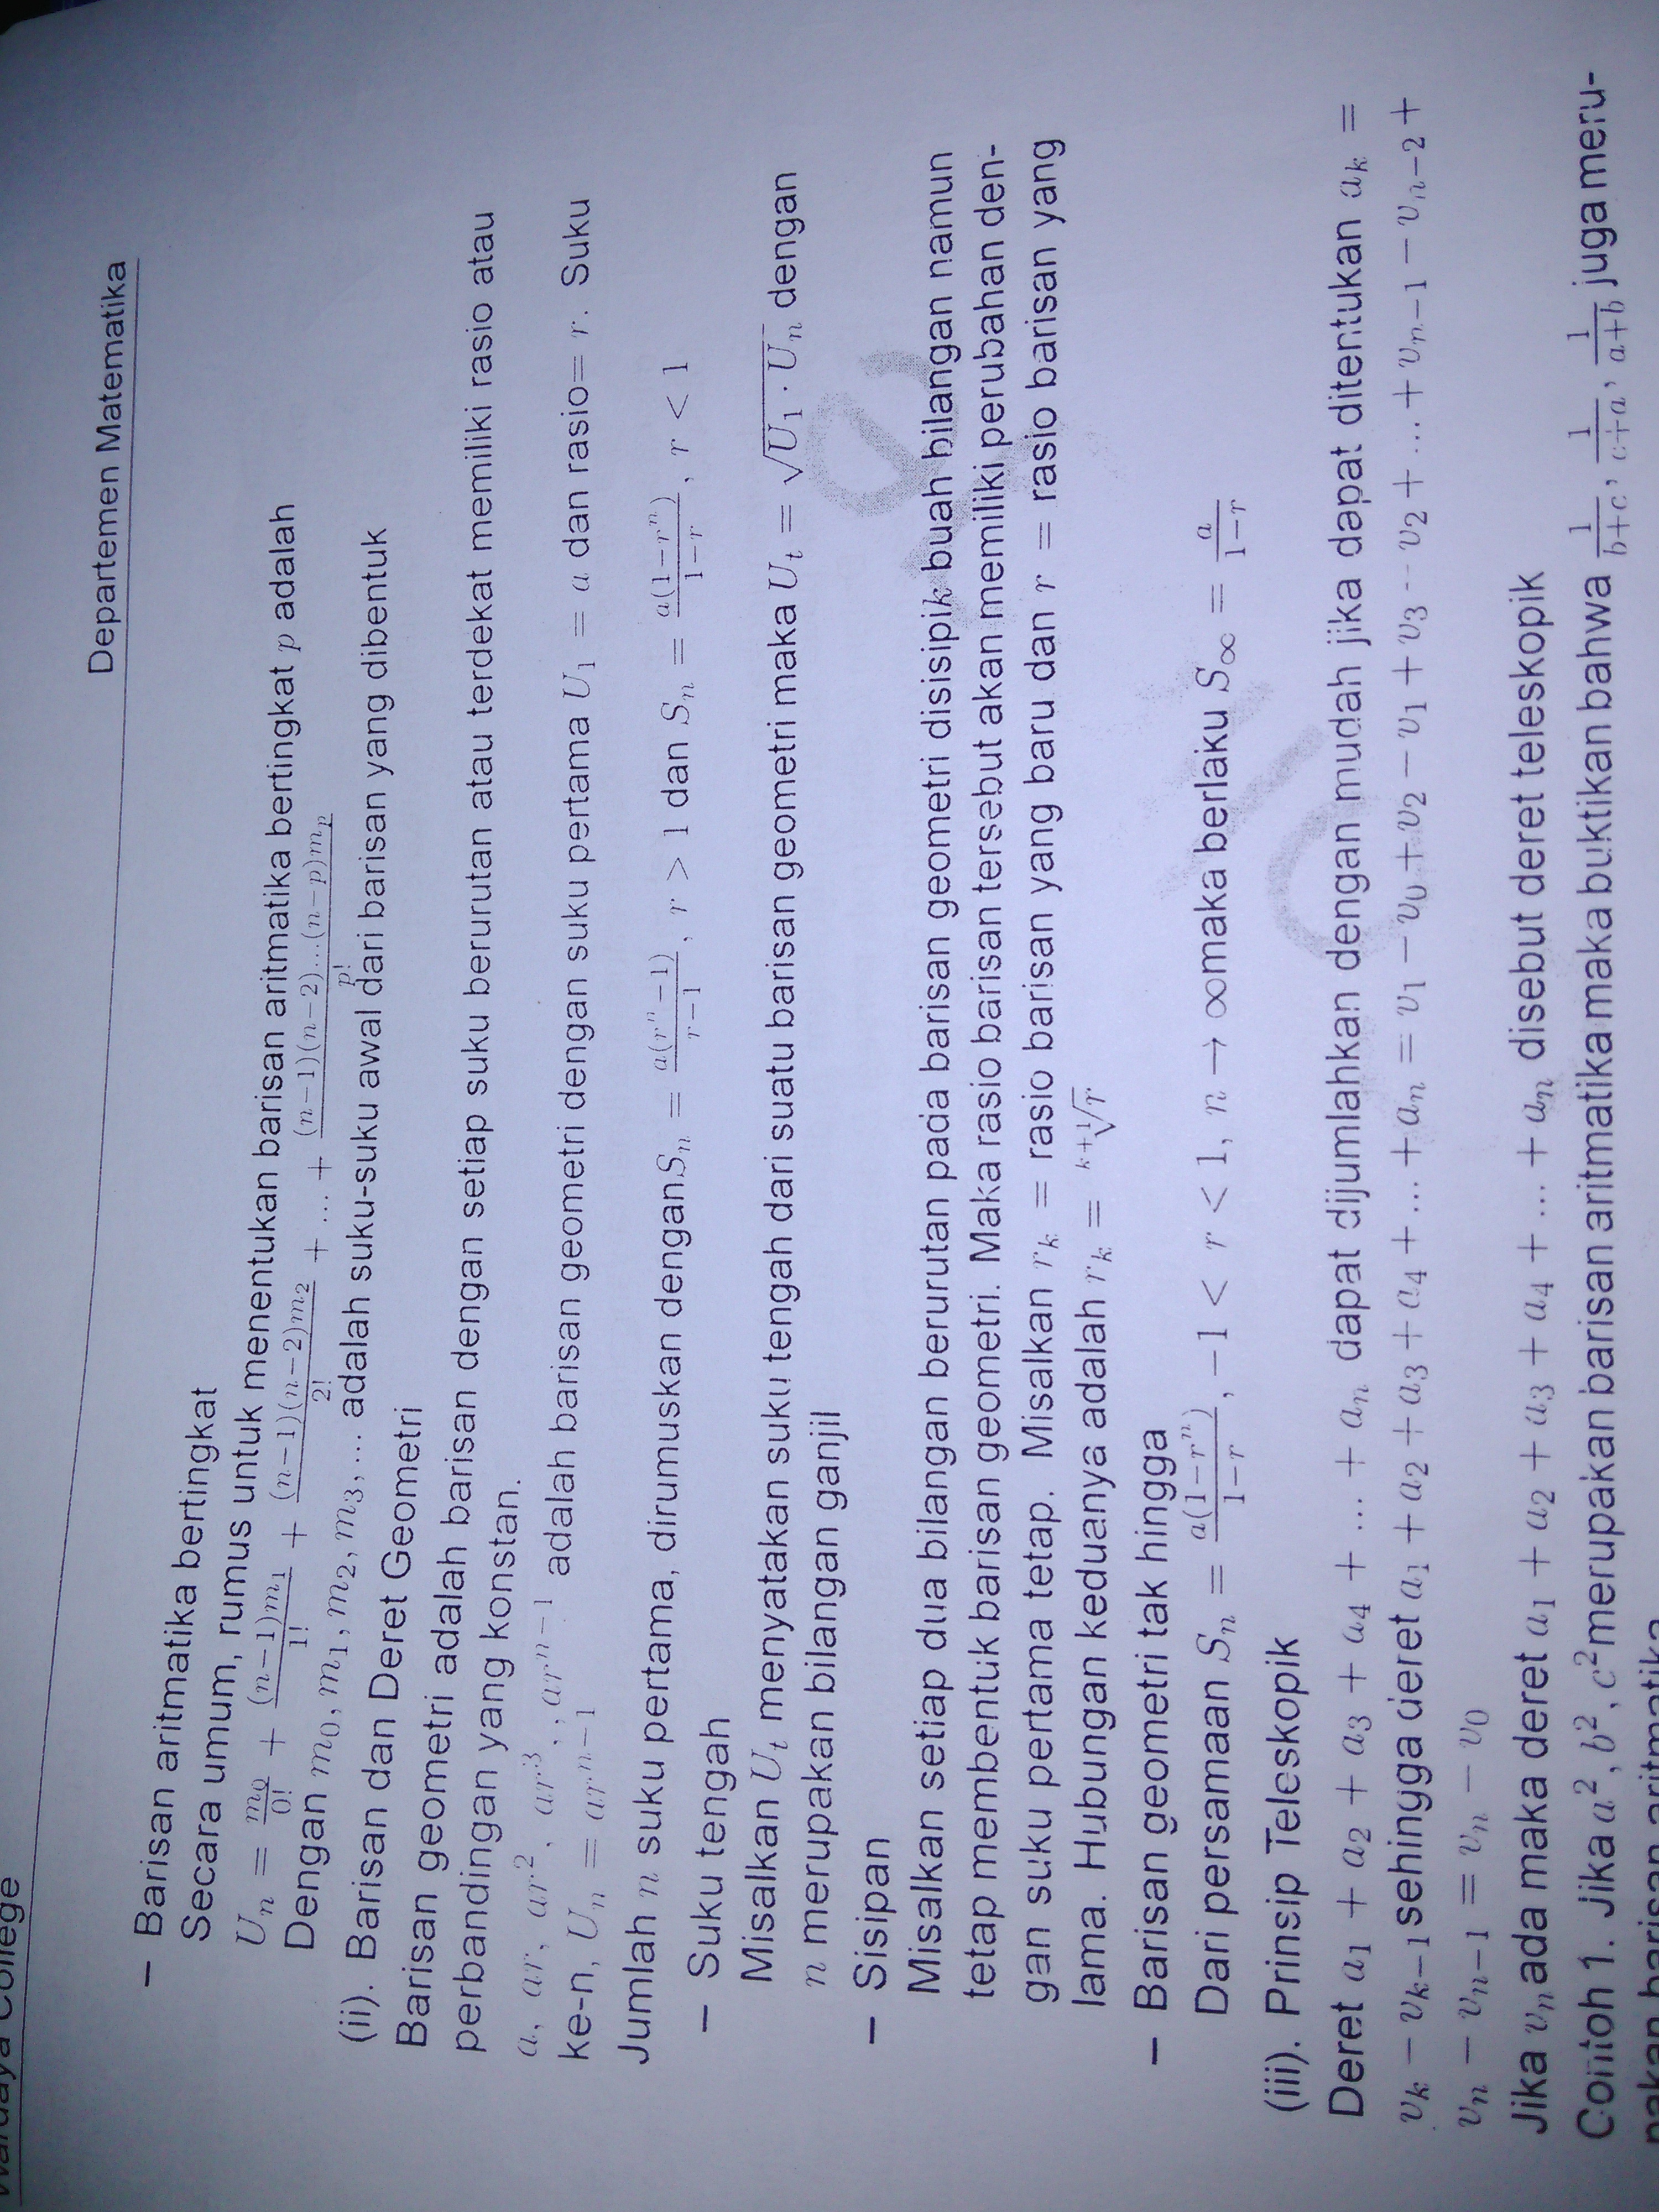 Wardaya College
Departemen Matematika
– Barisan aritmatika bertingkat
Secara umum, rumus untuk menentukan barisan aritmatika bertingkat p adalah
U_n = \frac{m_0}{0!} + \frac{(n-1)m_1}{1!} + \frac{(n-1)(n-2)m_2}{2!} + ... + \frac{(n-1)(n-2)...(n-p)m_p}{p!}
Dengan m_0, m_1, m_2, m_3, ... adalah suku-suku awal dari barisan yang dibentuk
(ii). Barisan dan Deret Geometri
Barisan geometri adalah barisan dengan setiap suku berurutan atau terdekat memiliki rasio atau
perbandingan yang konstan.
a, ar, ar^2, ar^3, , ar^{n-1} adalah barisan geometri dengan suku pertama U_1 = a dan rasio= r. Suku
ke-n, U_n = ar^{n-1}
Jumlah n suku pertama, dirumuskan dengan S_n = \frac{a(r^n-1)}{r-1}, r > 1 dan S_n = \frac{a(1-r^n)}{1-r}, r < 1
– Suku tengah
Misalkan U_t menyatakan suku tengah dari suatu barisan geometri maka U_t = \sqrt{U_1 · U_n} dengan
n merupakan bilangan ganjil
– Sisipan
Misalkan setiap dua bilangan berurutan pada barisan geometri disisipi k buah bilangan namun
tetap membentuk barisan geometri. Maka rasio barisan tersebut akan memiliki perubahan den-
gan suku pertama tetap. Misalkan r_k = rasio barisan yang baru dan r = rasio barisan yang
lama. Hubungan keduanya adalah r_k = \sqrt[k+1]{r}
– Barisan geometri tak hingga
Dari persamaan S_n = \frac{a(1-r^n)}{1-r}, −1 < r < 1, n → ∞ maka berlaku S_∞ = \frac{a}{1-r}
(iii). Prinsip Teleskopik
Deret a_1 + a_2 + a_3 + a_4 + ... + a_n dapat dijumlahkan dengan mudah jika dapat ditentukan a_k =
v_k − v_{k−1} sehingga deret a_1 + a_2 + a_3 + a_4 + ... + a_n = v_1 − v_0 + v_2 − v_1 + v_3 − v_2 + ... + v_{n−1} − v_{n−2} +
v_n − v_{n−1} = v_n − v_0
Jika v_n ada maka deret a_1 + a_2 + a_3 + a_4 + ... + a_n disebut deret teleskopik
Contoh 1. Jika a^2, b^2, c^2 merupakan barisan aritmatika maka buktikan bahwa \frac{1}{b+c}, \frac{1}{c+a}, \frac{1}{a+b} juga meru-
pakan barisan aritmatika